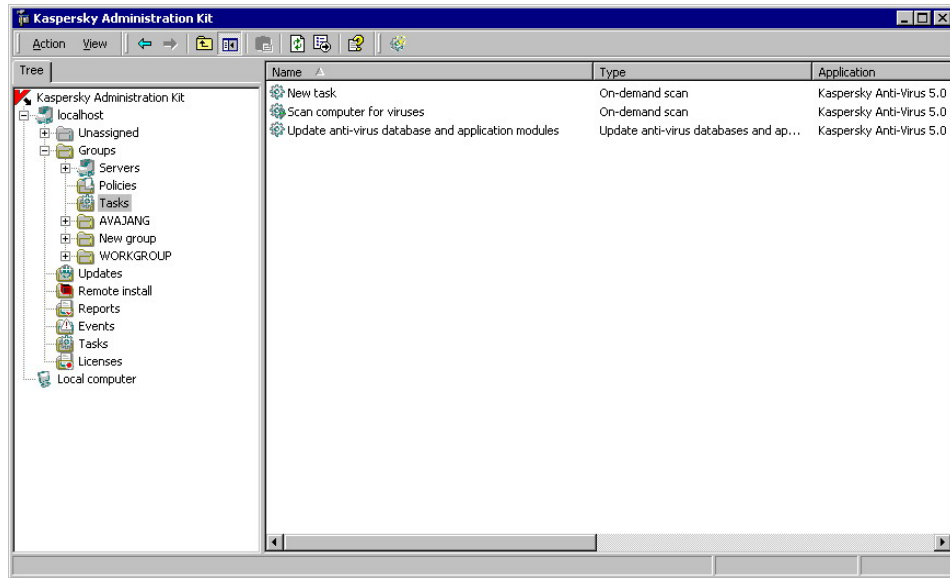 Kaspersky Administration Kit
Action View
Tree
Name Type Application
Kaspersky Administration Kit
localhost
Unassigned
Groups
Servers
Policies
Tasks
AVAJANG
New group
WORKGROUP
Updates
Remote install
Reports
Events
Tasks
Licenses
Local computer
New task On-demand scan Kaspersky Anti-Virus 5.0
Scan computer for viruses On-demand scan Kaspersky Anti-Virus 5.0
Update anti-virus database and application modules Update anti-virus databases and ap... Kaspersky Anti-Virus 5.0